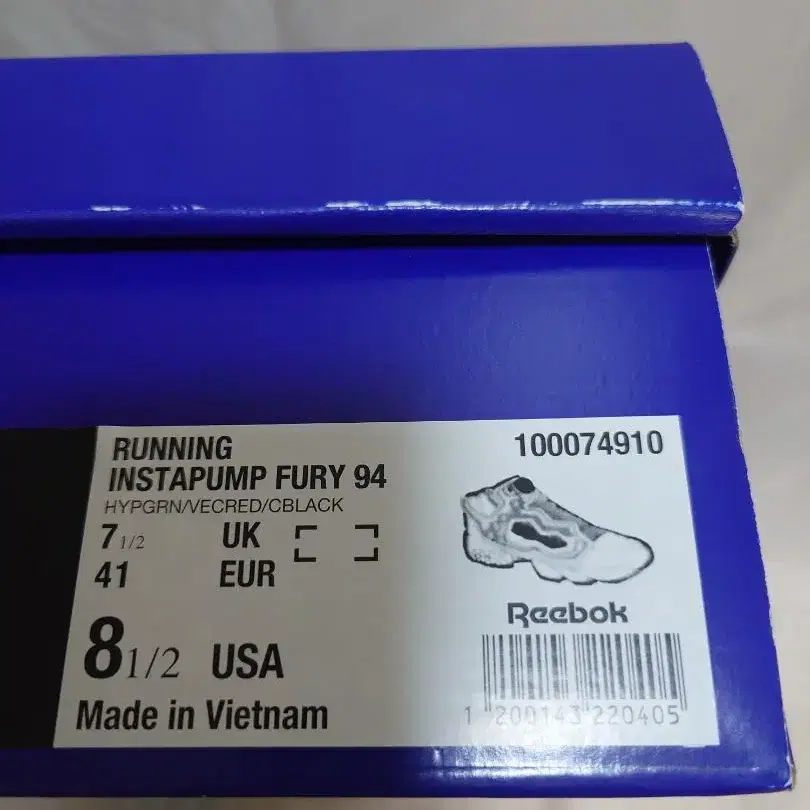 RUNNING
INSTAPUMP FURY 94
100074910
HYPGRN/VECRED/CBLACK
7 1/2 UK
41 EUR
8 1/2 USA
Made in Vietnam
Reebok
1 200143 220405